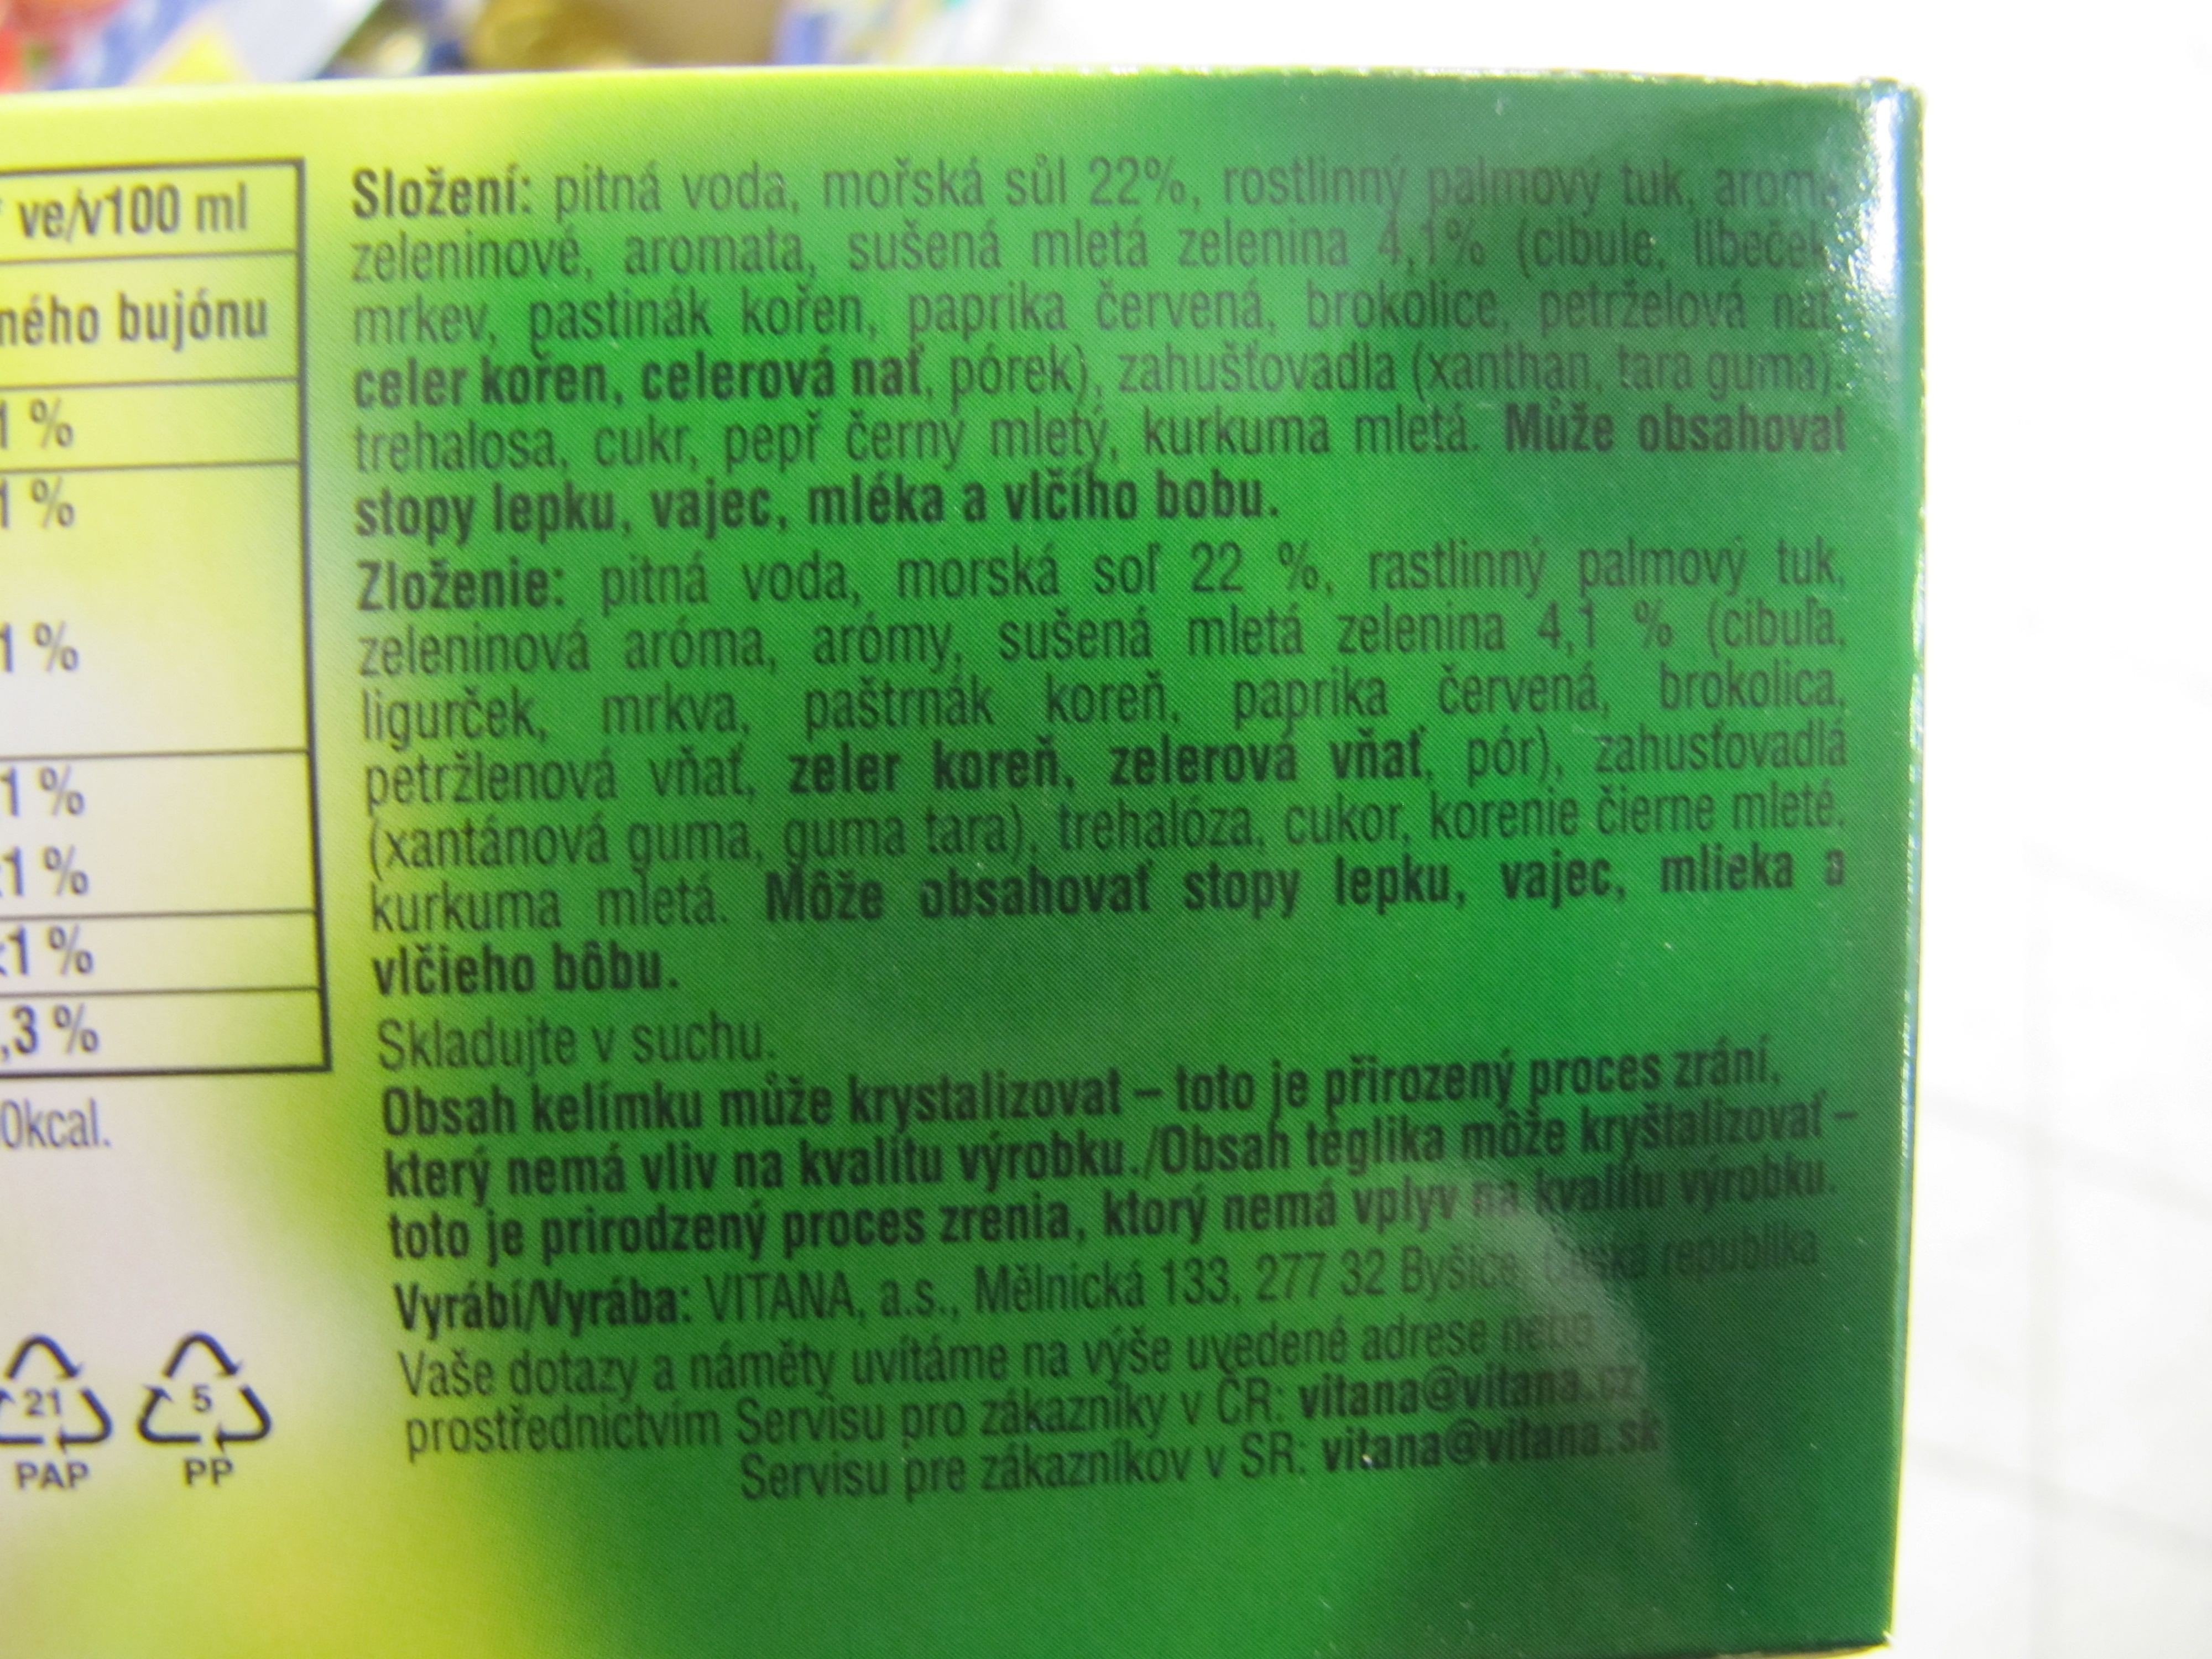 ve/v100 ml
ného bujónu
1 %
1 %
1 %
1 %
1 %
1 %
,3 %
0kcal.
21
PAP
5
PP
Složení: pitná voda, mořská sůl 22%, rostlinný palmový tuk,
zeleninové, aromata, sušená mletá zelenina 4,1% (cibule, libeček
mrkev, pastinák kořen, paprika červená, brokolice, petrželová nať
celer kořen, celerová nať, pórek), zahušťovadla (xanthan, tara guma),
trehalosa, cukr, pepř černý mletý, kurkuma mletá. Může obsahovat
stopy lepku, vajec, mléka a vlčího bobu.
Zloženie: pitná voda, morská soľ 22 %, rastlinný palmový tuk,
zeleninová aróma, arómy, sušená mletá zelenina 4,1 % (cibuľa,
ligurček, mrkva, paštrnák koreň, paprika červená, brokolica,
petržlenová vňať, zeler koreň, zelerová vňať, pór), zahusťovadlá
(xantánová guma, guma tara), trehalóza, cukor, korenie čierne mleté,
kurkuma mletá. Môže obsahovať stopy lepku, vajec, mlieka a
vlčieho bôbu.
Skladujte v suchu.
Obsah kelímku může krystalizovat – toto je přirozený proces zrání,
který nemá vliv na kvalitu výrobku./Obsah téglika môže kryštalizovať –
toto je prirodzený proces zrenia, ktorý nemá vplyv na kvalitu výrobku.
Vyrábí/Vyrába: VITANA, a.s., Mělnická 133, 277 32 Byšice, Česká republika
Vaše dotazy a náměty uvítáme na výše uvedené adrese nebo
prostřednictvím Servisu pro zákazníky v ČR: vitana@vitana.cz
Servisu pre zákazníkov v SR: vitana@vitana.sk